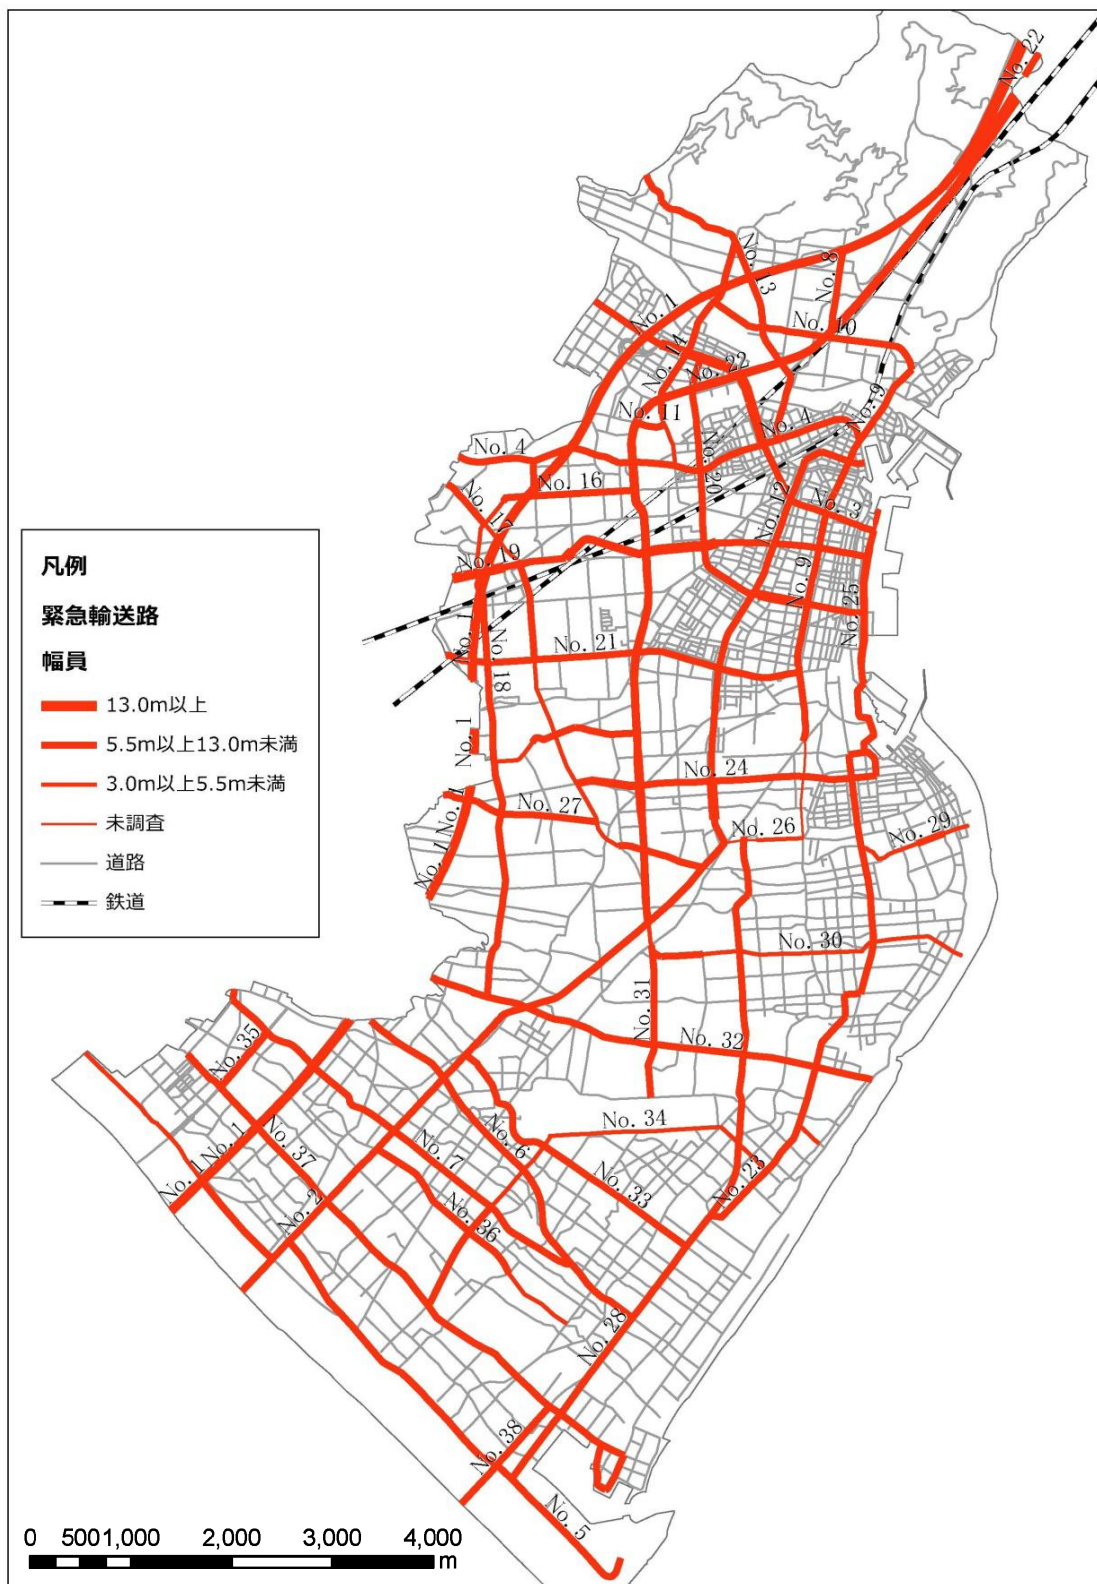 No. 22
No. 13
No. 8
No. 1
No. 10
No. 14
No. 22
No. 9
No. 11
No. 4
No. 4
No. 20
No. 16
No. 12
No. 3
No. 17
No. 19
No. 9
No. 25
No. 1
No. 18
No. 21
No. 1
No. 24
No. 1
No. 27
No. 26
No. 29
No. 1
No. 30
No. 31
No. 32
No. 35
No. 34
No. 1
No. 37
No. 7
No. 6
No. 33
No. 23
No. 1
No. 2
No. 36
No. 28
No. 38
No. 5
凡例
緊急輸送路
幅員
13.0m以上
5.5m以上13.0m未満
3.0m以上5.5m未満
未調査
道路
鉄道
0 500 1,000 2,000 3,000 4,000
m